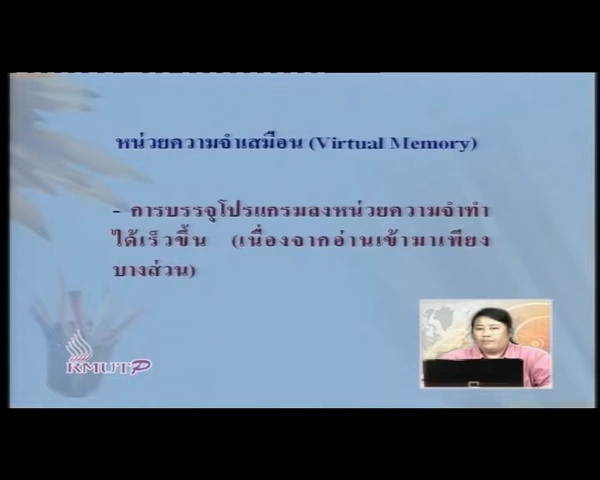 หน่วยความจำเสมือน (Virtual Memory)
- การบรรจุโปรแกรมลงหน่วยความจำทำ
ได้เร็วขึ้น (เนื่องจากอ่านเข้ามาเพียง
บางส่วน)
RMUTP